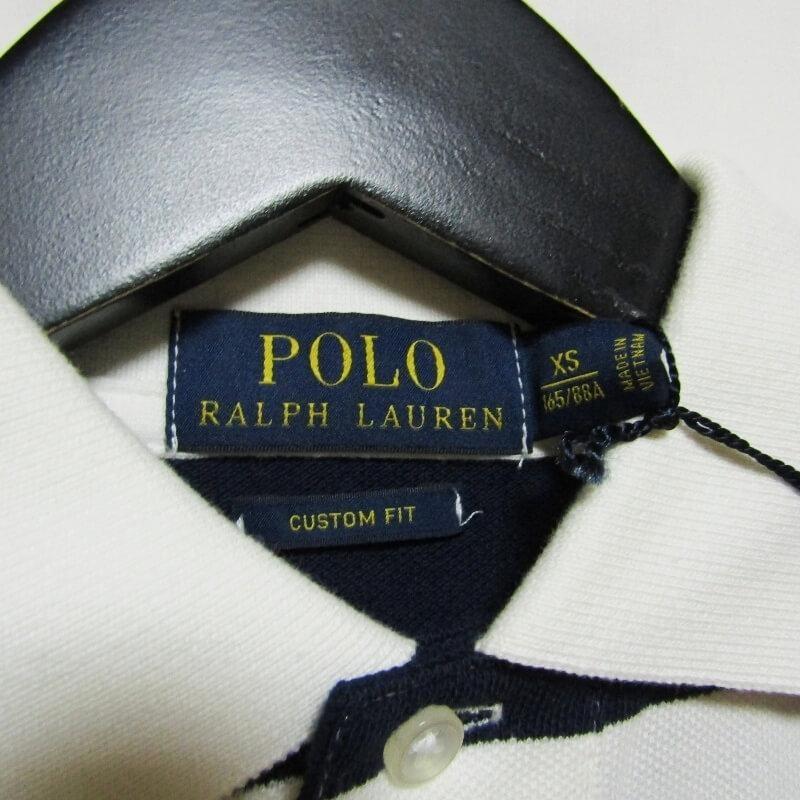 POLO
RALPH LAUREN
XS
165/88A
MADE IN
VIETNAM
CUSTOM FIT